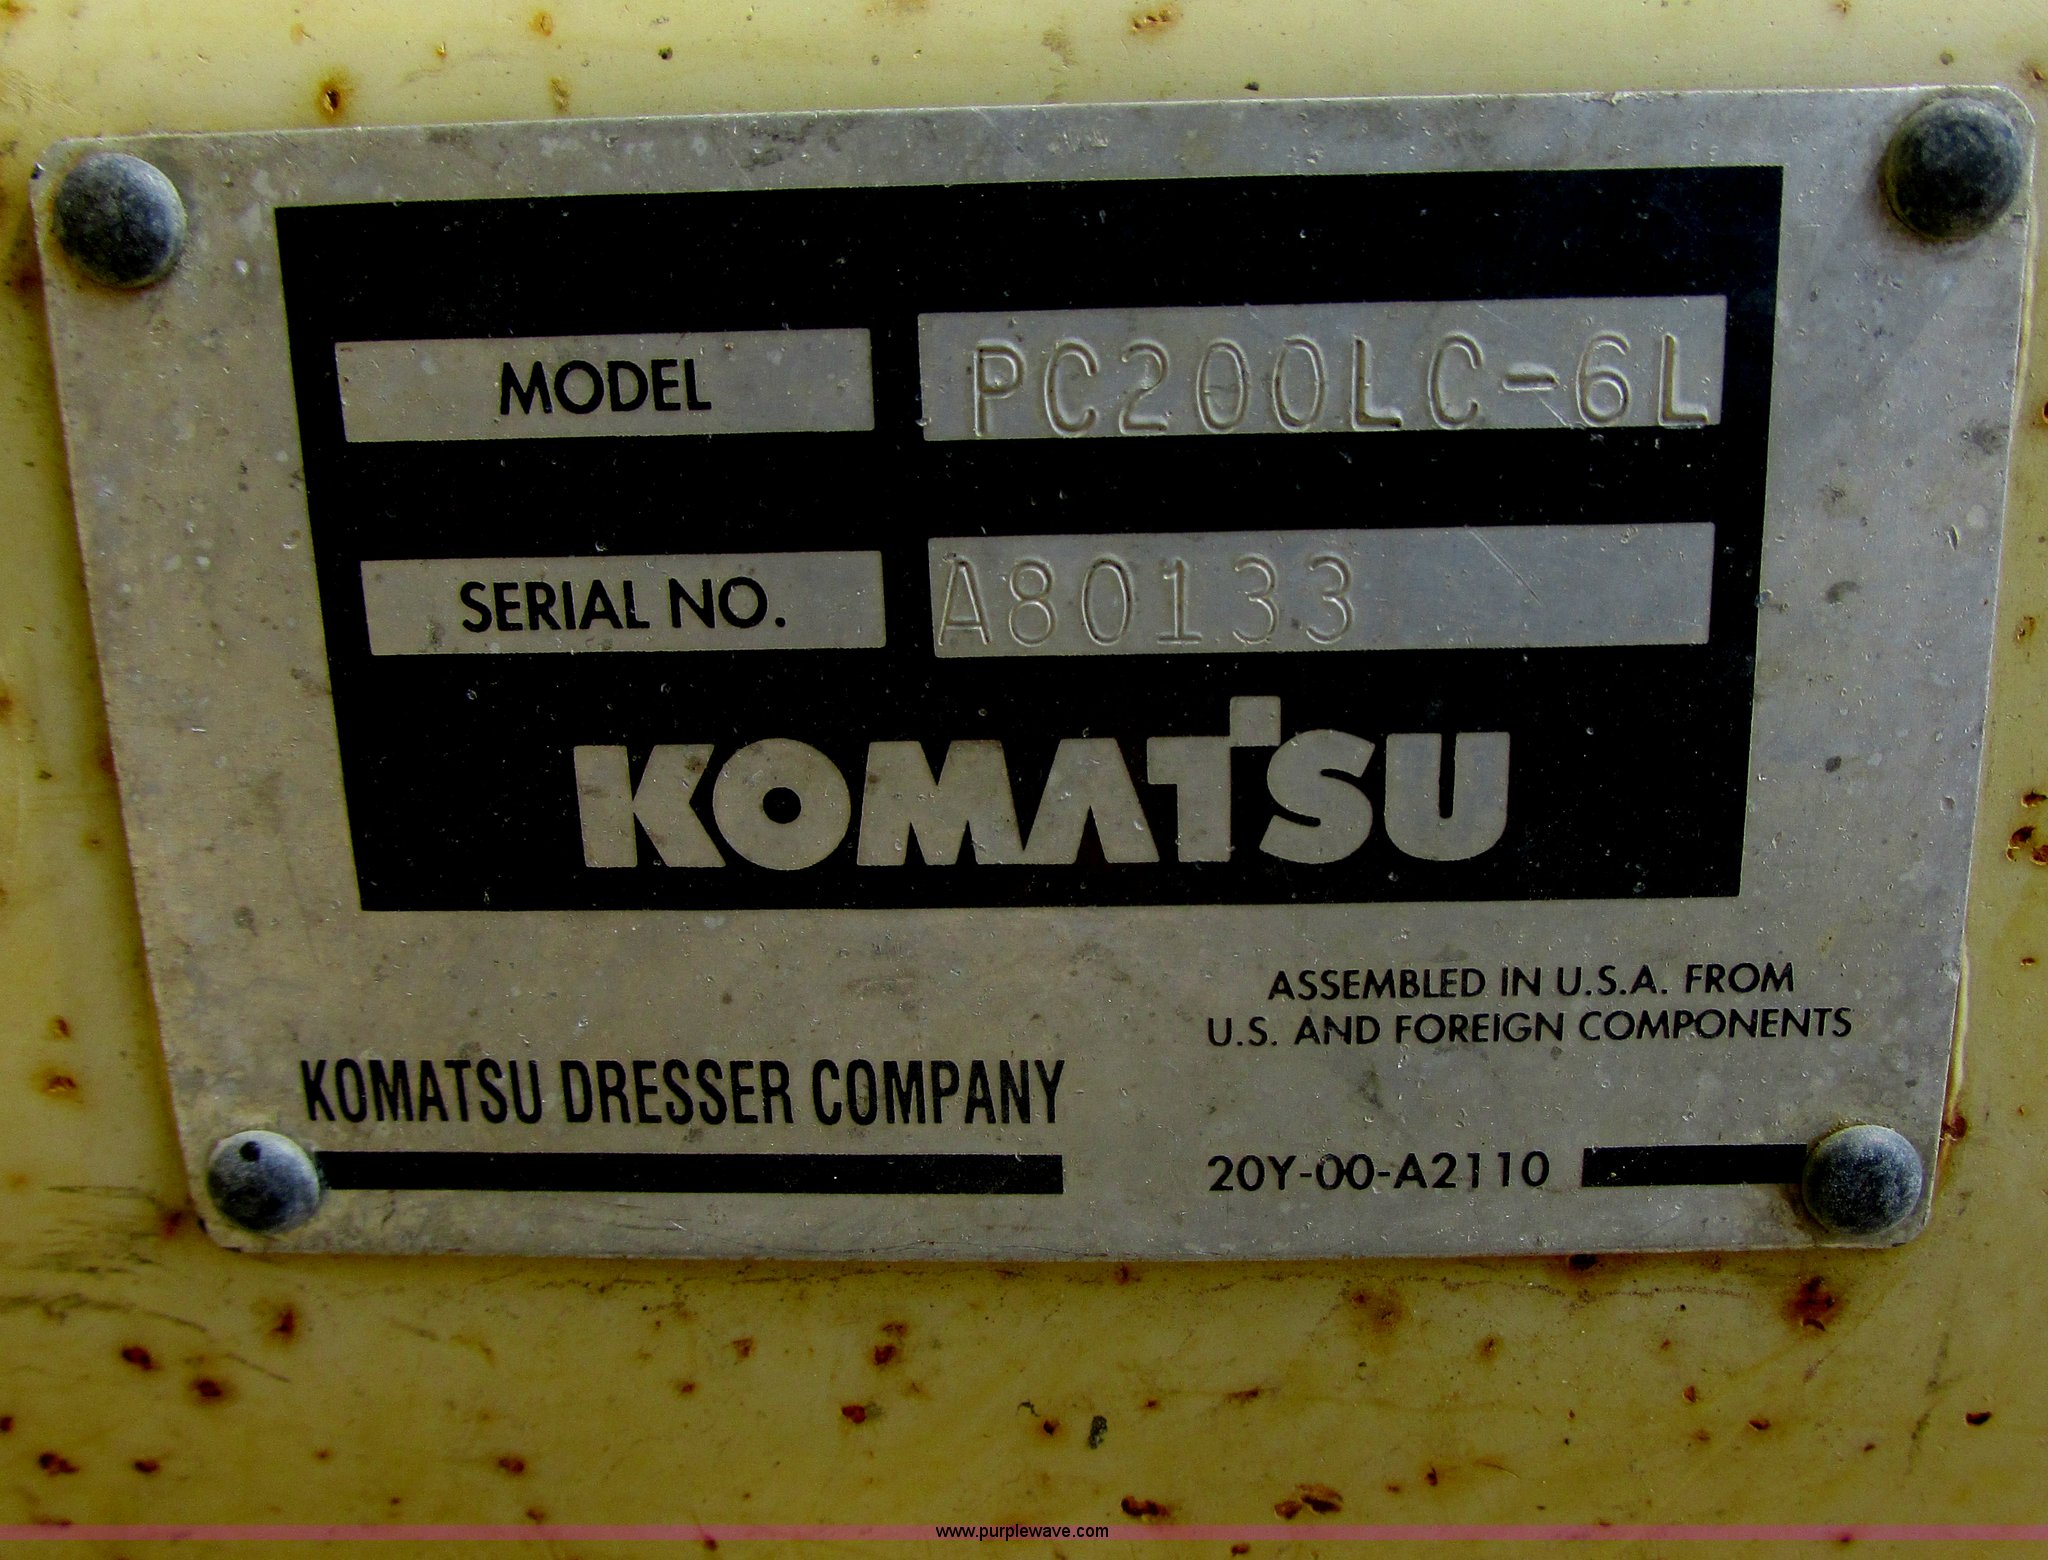 MODEL PC200LC-6L
SERIAL NO. A80133
KOMATSU
ASSEMBLED IN U.S.A. FROM
U.S. AND FOREIGN COMPONENTS
KOMATSU DRESSER COMPANY
20Y-00-A2110
www.purplewave.com